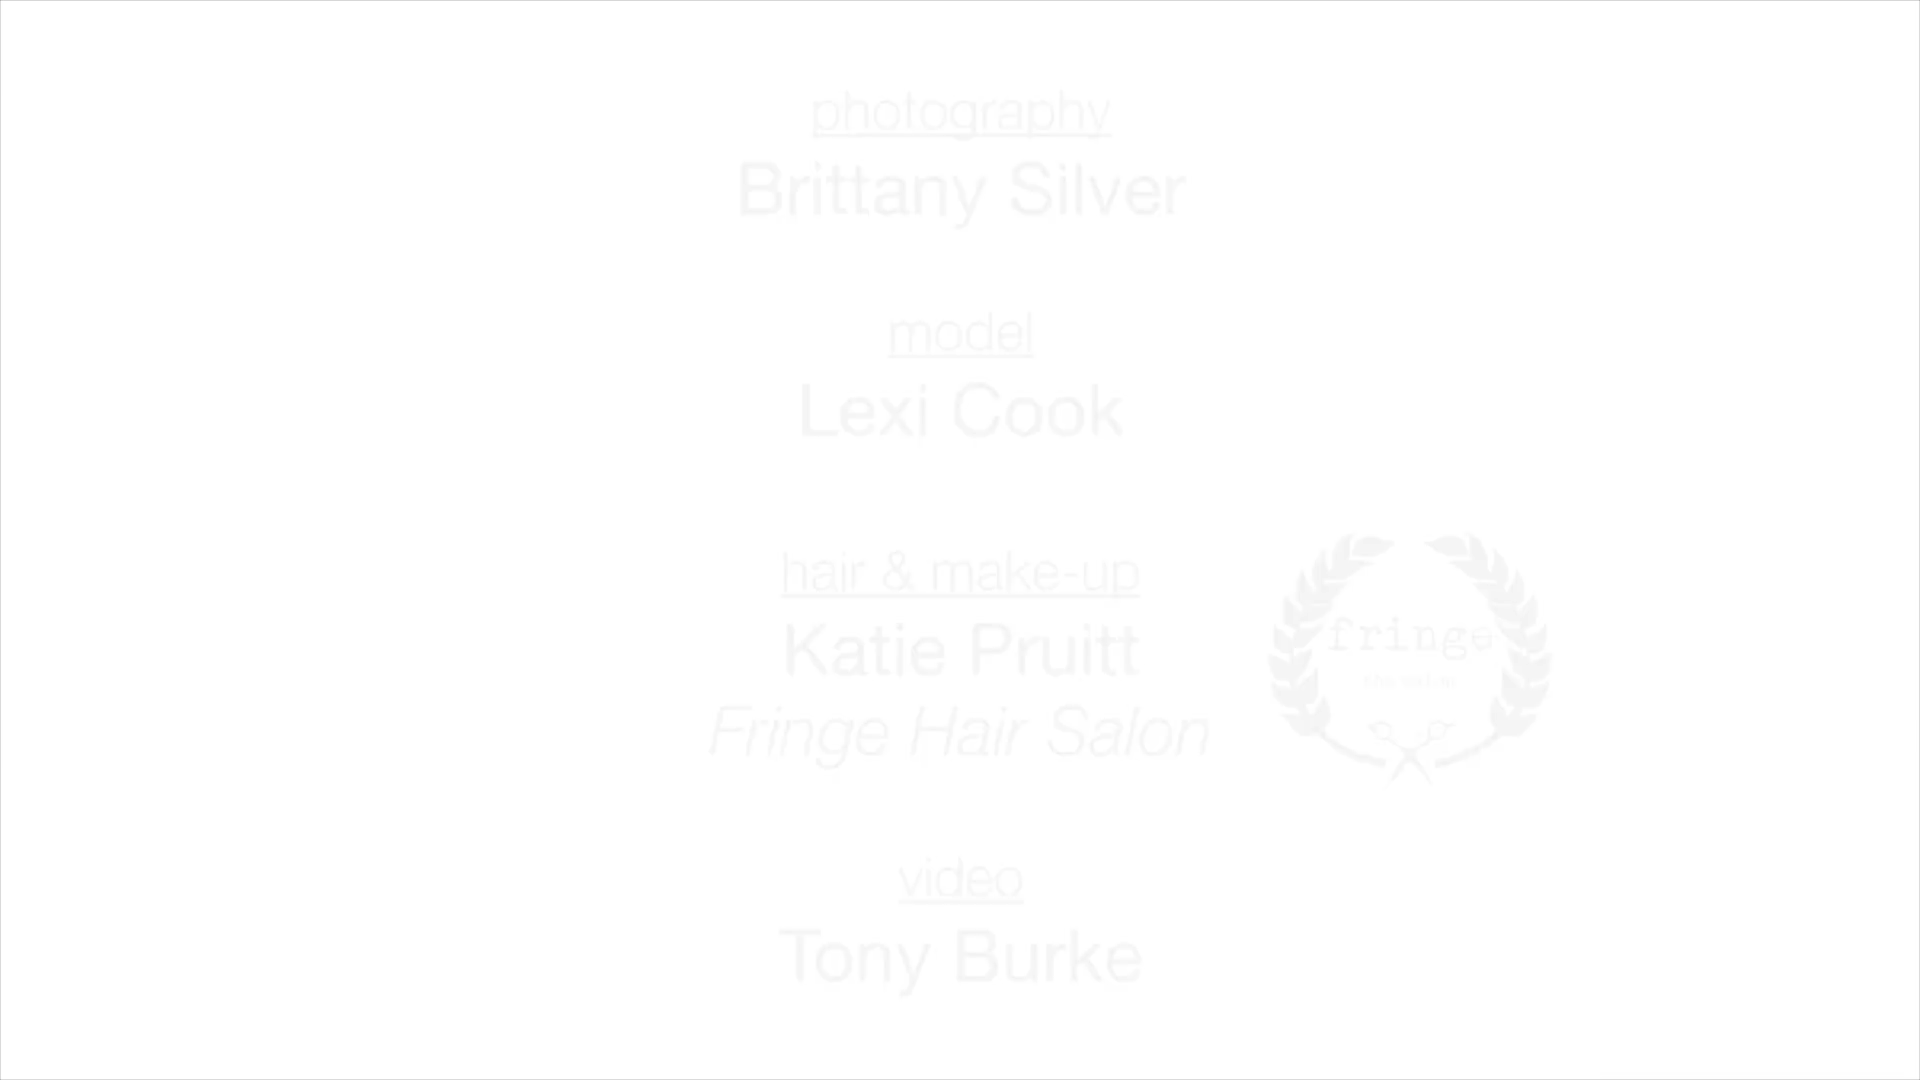 photography
Brittany Silver
model
Lexi Cook
hair & make-up
Katie Pruitt
Fringe Hair Salon
fringe
video
Tony Burke